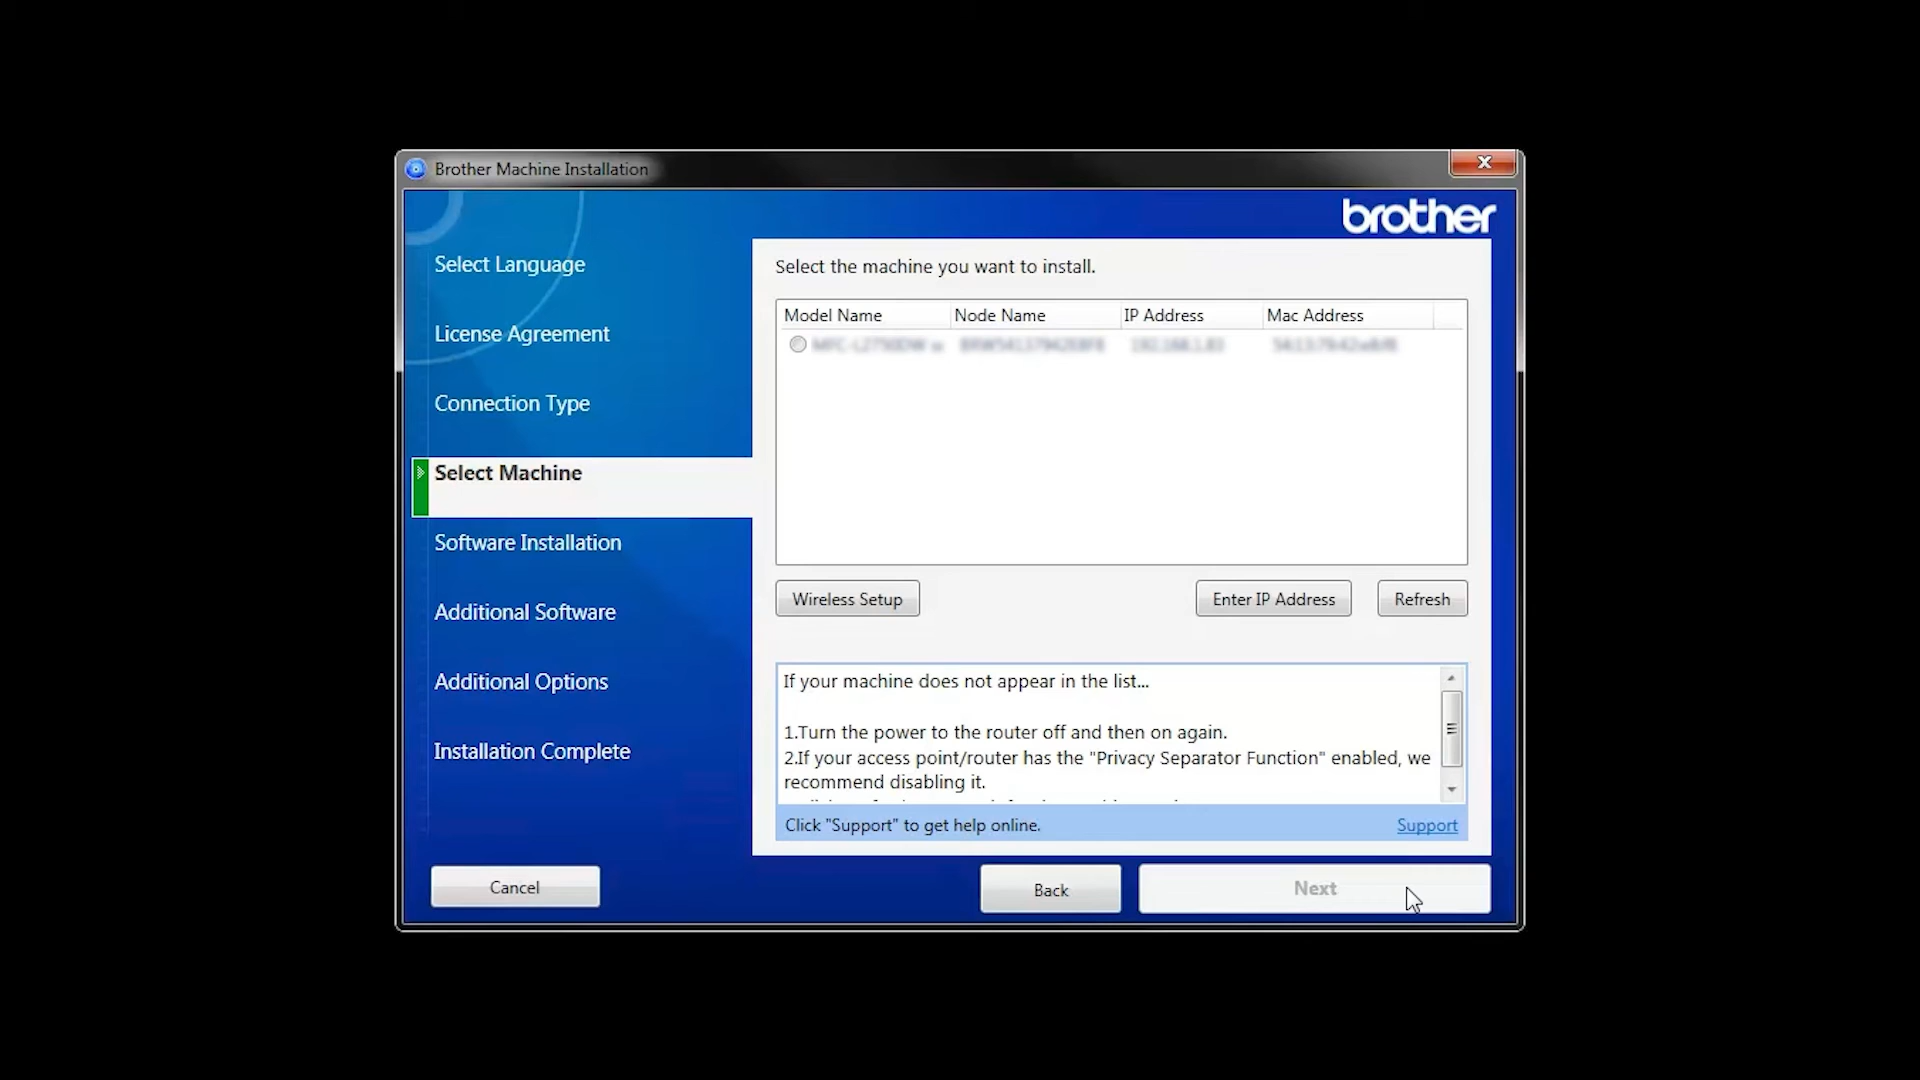 Brother Machine Installation
X
brother
Select Language
License Agreement
Connection Type
Select Machine
Software Installation
Additional Software
Additional Options
Installation Complete
Select the machine you want to install.
Model Name Node Name IP Address Mac Address
Wireless Setup Enter IP Address Refresh
If your machine does not appear in the list...
1.Turn the power to the router off and then on again.
2.If your access point/router has the "Privacy Separator Function" enabled, we
recommend disabling it.
Click "Support" to get help online. Support
Cancel Back Next